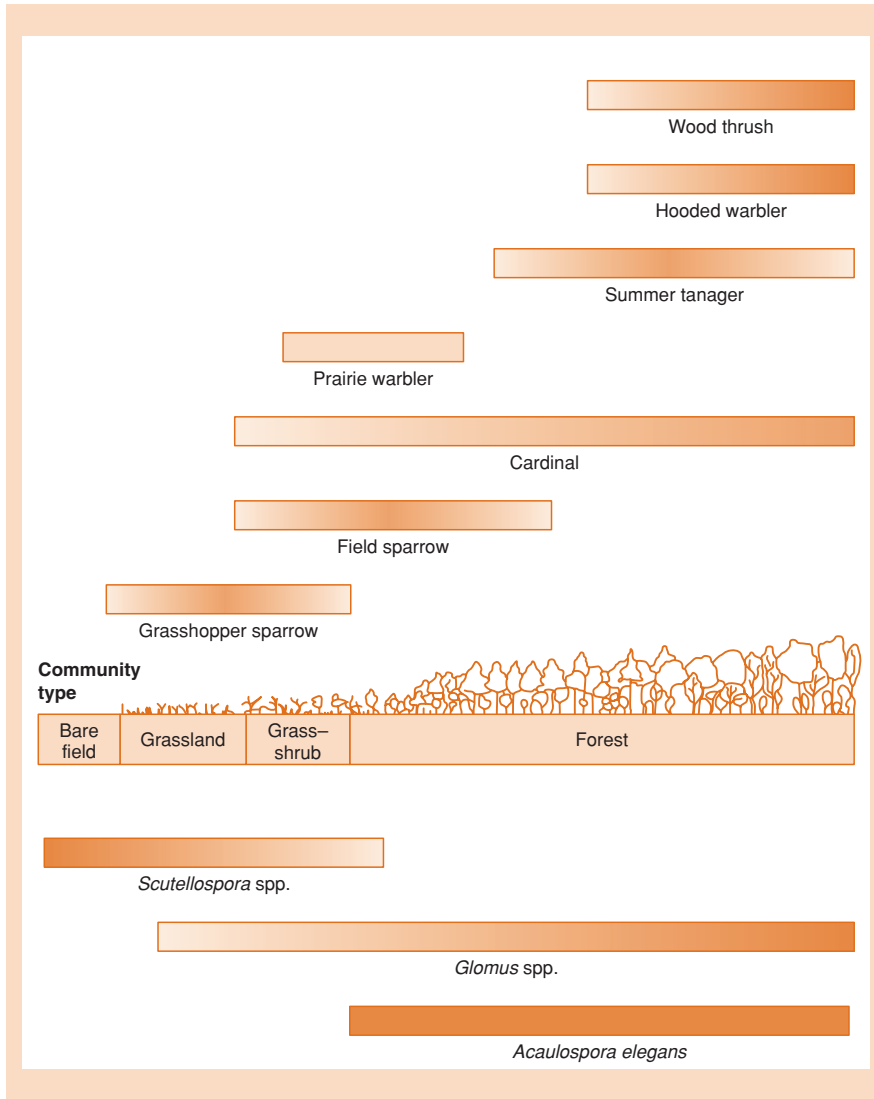 Wood thrush
Hooded warbler
Summer tanager
Prairie warbler
Cardinal
Field sparrow
Grasshopper sparrow
Community
type
Bare
field
Grassland
Grass–
shrub
Forest
Scutellospora spp.
Glomus spp.
Acaulospora elegans